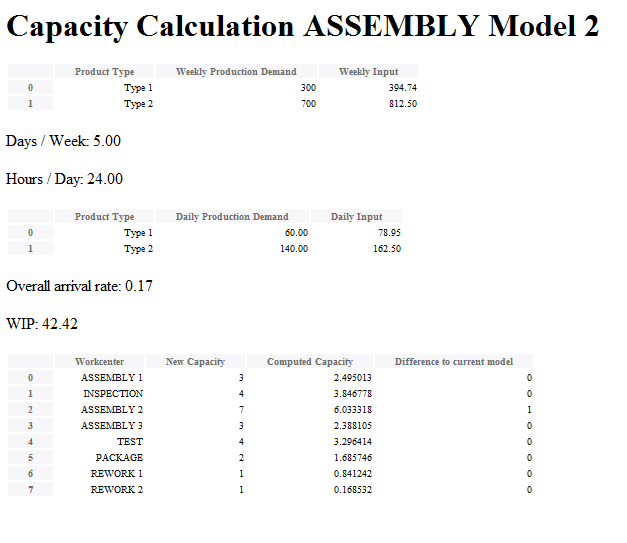 Capacity Calculation ASSEMBLY Model 2
Product Type Weekly Production Demand Weekly Input
0 Type 1 300 394.74
1 Type 2 700 812.50
Days / Week: 5.00
Hours / Day: 24.00
Product Type Daily Production Demand Daily Input
0 Type 1 60.00 78.95
1 Type 2 140.00 162.50
Overall arrival rate: 0.17
WIP: 42.42
Workcenter New Capacity Computed Capacity Difference to current model
0 ASSEMBLY 1 3 2.495013 0
1 INSPECTION 4 3.846778 0
2 ASSEMBLY 2 7 6.033318 1
3 ASSEMBLY 3 3 2.388105 0
4 TEST 4 3.296414 0
5 PACKAGE 2 1.685746 0
6 REWORK 1 1 0.841242 0
7 REWORK 2 1 0.168532 0